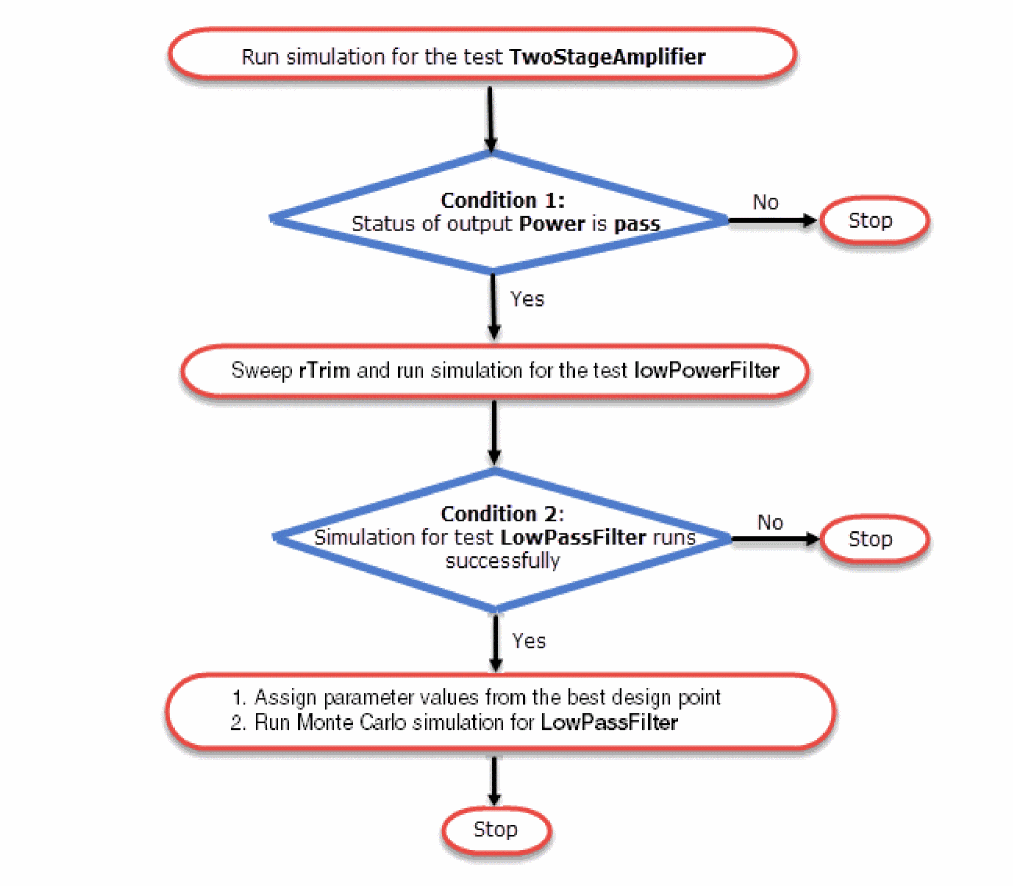 Run simulation for the test TwoStageAmplifier
Condition 1:
Status of output Power is pass
No
Stop
Yes
Sweep rTrim and run simulation for the test lowPowerFilter
Condition 2:
Simulation for test LowPassFilter runs
successfully
No
Stop
Yes
1. Assign parameter values from the best design point
2. Run Monte Carlo simulation for LowPassFilter
Stop